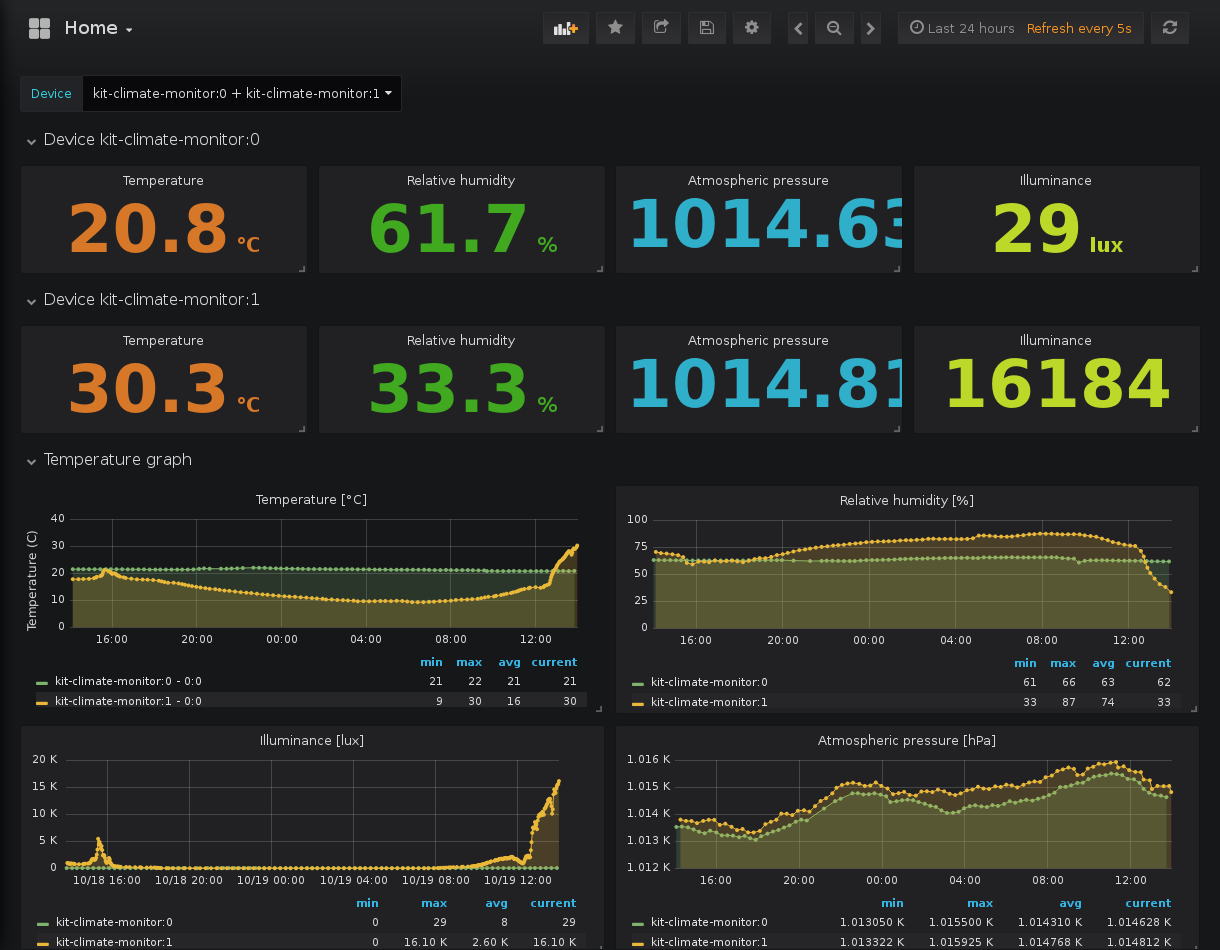 Home
Last 24 hours Refresh every 5s
Device kit-climate-monitor:0 + kit-climate-monitor:1
Device kit-climate-monitor:0
Temperature Relative humidity Atmospheric pressure Illuminance
20.8 °C 61.7 % 1014.63 29 lux
Device kit-climate-monitor:1
Temperature Relative humidity Atmospheric pressure Illuminance
30.3 °C 33.3 % 1014.81 16184
Temperature graph
Temperature [°C]
Temperature (C)
40
30
20
10
0
16:00 20:00 00:00 04:00 08:00 12:00
min max avg current
kit-climate-monitor:0 - 0:0 21 22 21 21
kit-climate-monitor:1 - 0:0 9 30 16 30
Relative humidity [%]
100
75
50
25
0
16:00 20:00 00:00 04:00 08:00 12:00
min max avg current
kit-climate-monitor:0 61 66 63 62
kit-climate-monitor:1 33 87 74 33
Illuminance [lux]
20 K
15 K
10 K
5 K
0
10/18 16:00 10/18 20:00 10/19 00:00 10/19 04:00 10/19 08:00 10/19 12:00
min max avg current
kit-climate-monitor:0 0 29 8 29
kit-climate-monitor:1 0 16.10 K 2.60 K 16.10 K
Atmospheric pressure [hPa]
1.016 K
1.015 K
1.014 K
1.013 K
1.012 K
16:00 20:00 00:00 04:00 08:00 12:00
min max avg current
kit-climate-monitor:0 1.013050 K 1.015500 K 1.014310 K 1.014628 K
kit-climate-monitor:1 1.013322 K 1.015925 K 1.014768 K 1.014812 K